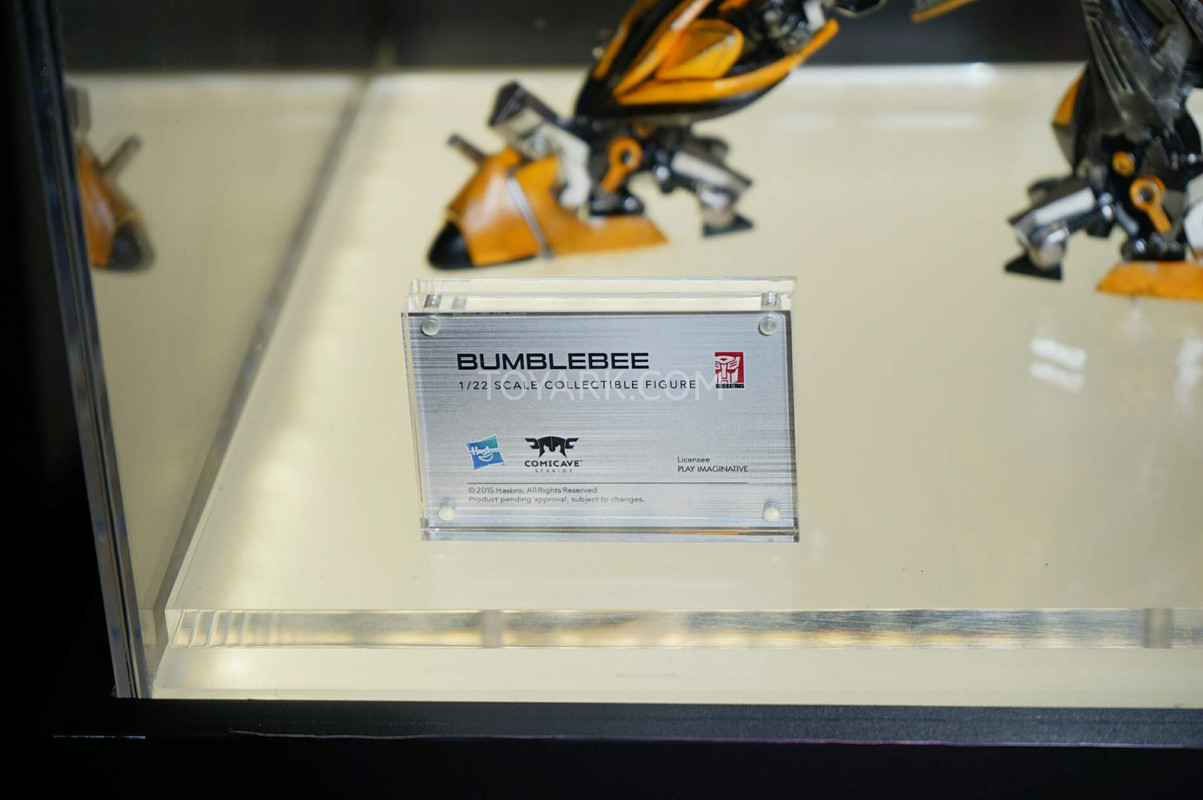 BUMBLEBEE
1/22 SCALE COLLECTIBLE FIGURE
TOYARK.COM
Hasbro
COMICAVE
STUDIOS
Licensee
PLAY IMAGINATIVE
© 2015 Hasbro. All Rights Reserved
Product pending approval, subject to changes.